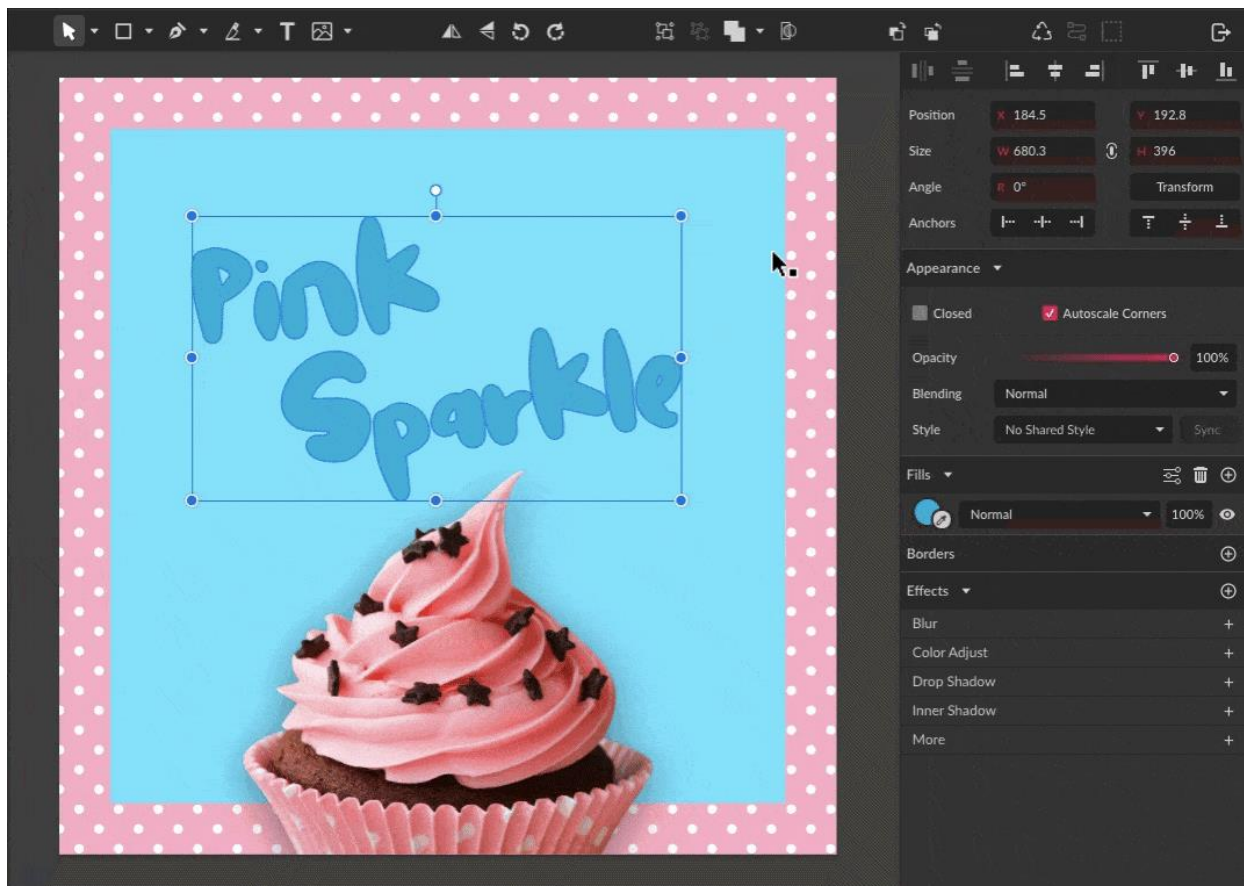 T
Position X 184.5 Y 192.8
Size W 680.3 H 396
Angle R 0° Transform
Anchors
Appearance
Closed Autoscale Corners
Opacity 100%
Blending Normal
Style No Shared Style Sync
Fills
Normal 100%
Borders
Effects
Blur +
Color Adjust +
Drop Shadow +
Inner Shadow +
More +
Pink
Sparkle